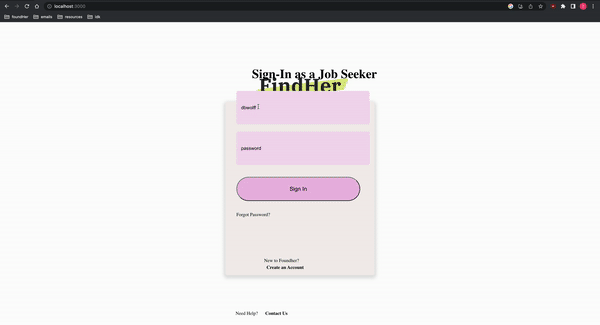 localhost:3000
foundHer emails resources lab
Sign-In as a Job Seeker
FindHer
password
Sign In
Forgot Password?
New to Foundher?
Create an Account
Need Help? Contact Us